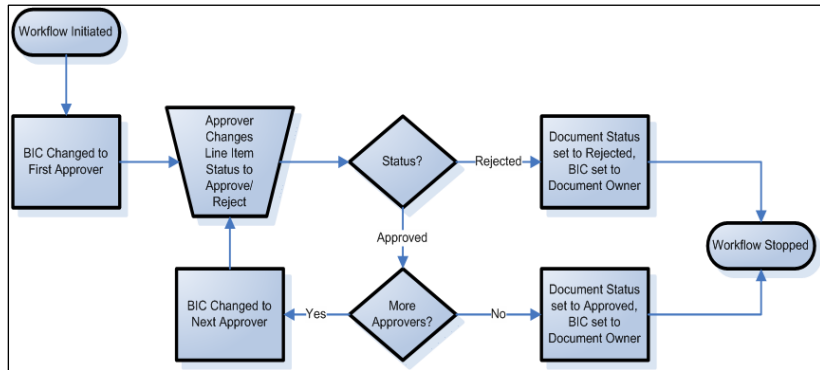 Workflow Initiated
BIC Changed to
First Approver
Approver
Changes
Line Item
Status to
Approve/
Reject
Status?
Rejected
Document Status
set to Rejected,
BIC set to
Document Owner
Workflow Stopped
Approved
BIC Changed to
Next Approver
Yes
More
Approvers?
No
Document Status
set to Approved,
BIC set to
Document Owner